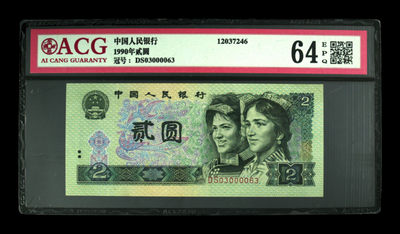 ACG
AI CANG GUARANTY
中国人民银行
1990年贰圆
冠号： DS03000063
12037246
64
EPQ
中国人民银行
贰圆
2
2
2
DS03000063